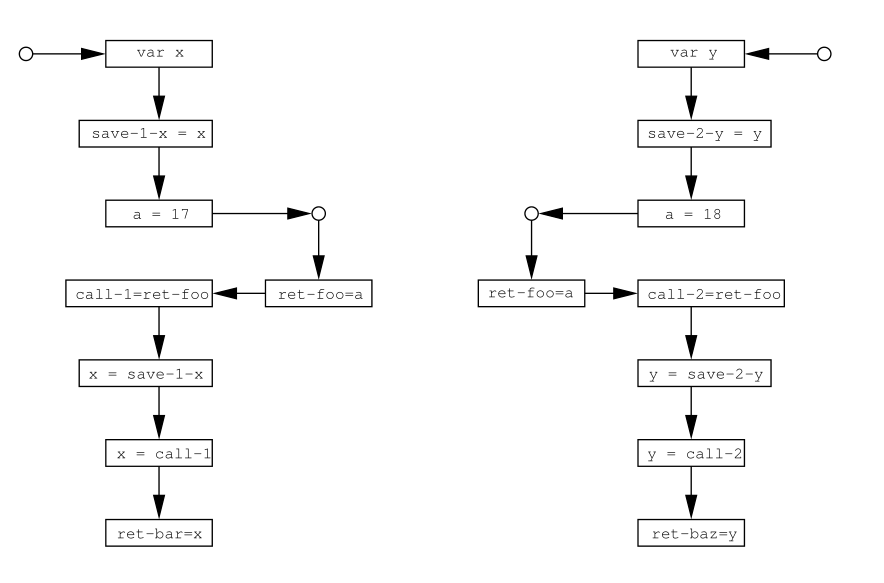 var x
save-1-x = x
a = 17
ret-foo=a
call-1=ret-foo
x = save-1-x
x = call-1
ret-bar=x
var y
save-2-y = y
a = 18
ret-foo=a
call-2=ret-foo
y = save-2-y
y = call-2
ret-baz=y